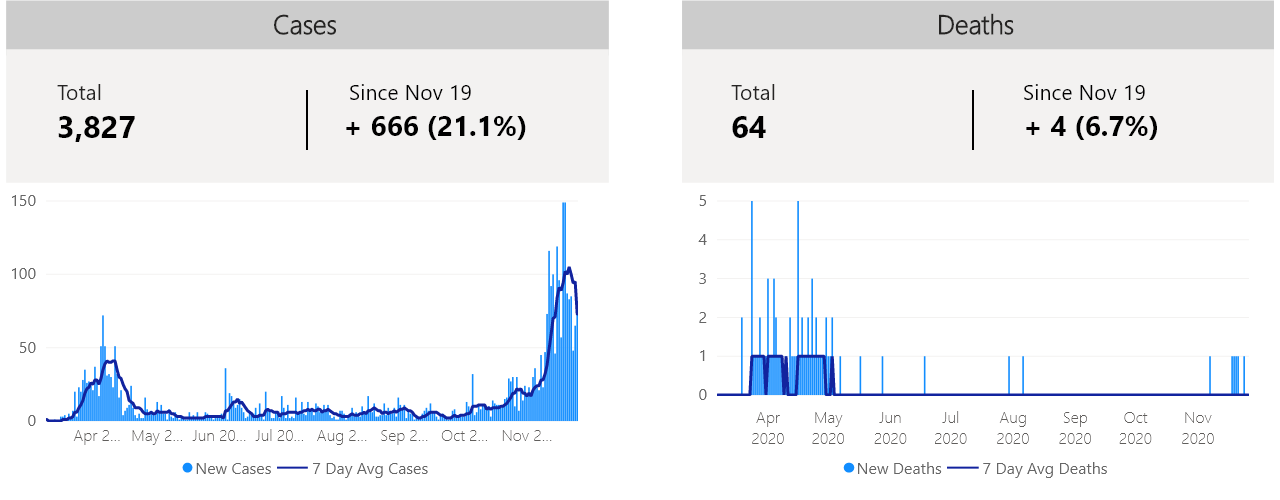 Cases
Total
Since Nov 19
3,827
+ 666 (21.1%)
150
100
50
0
Apr 2... May 2... Jun 20... Jul 20... Aug 2... Sep 2... Oct 2... Nov 2...
New Cases 7 Day Avg Cases
Deaths
Total
Since Nov 19
64
+ 4 (6.7%)
5
4
3
2
1
0
Apr May Jun Jul Aug Sep Oct Nov
2020 2020 2020 2020 2020 2020 2020 2020
New Deaths 7 Day Avg Deaths